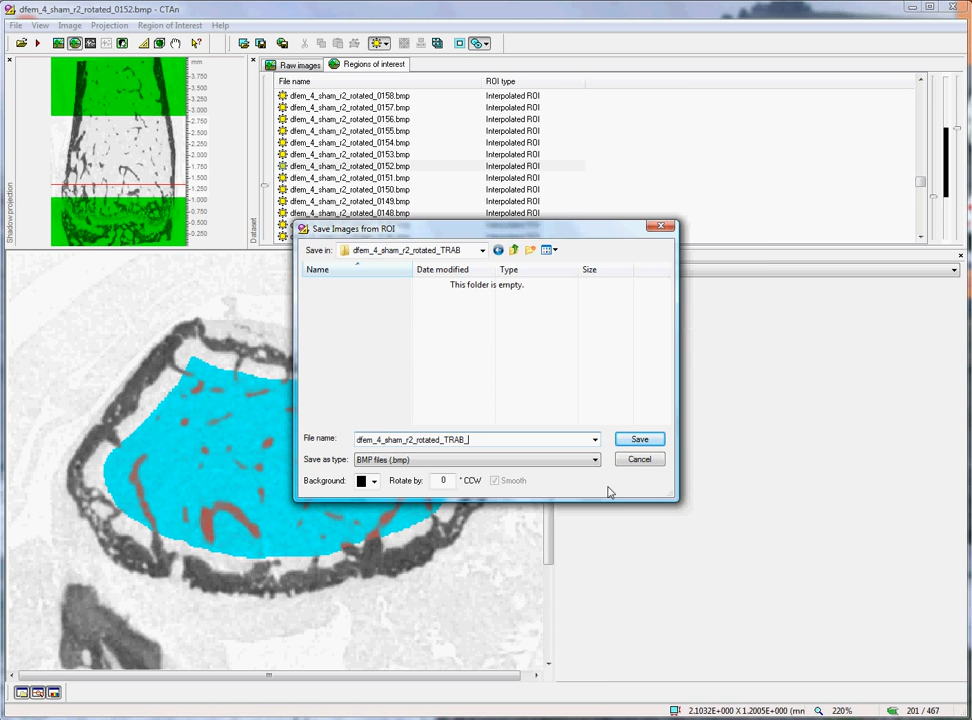 dfem_4_sham_r2_rotated_0152.bmp - CTAn
File View Image Projection Region of Interest Help
mm
3.750
3.500
3.250
3.000
2.750
2.500
2.250
2.000
1.750
1.500
1.250
1.000
0.750
0.500
0.250
Shadow projection
Dataset
Raw images Regions of interest
File name ROI type
dfem_4_sham_r2_rotated_0158.bmp Interpolated ROI
dfem_4_sham_r2_rotated_0157.bmp Interpolated ROI
dfem_4_sham_r2_rotated_0156.bmp Interpolated ROI
dfem_4_sham_r2_rotated_0155.bmp Interpolated ROI
dfem_4_sham_r2_rotated_0154.bmp Interpolated ROI
dfem_4_sham_r2_rotated_0153.bmp Interpolated ROI
dfem_4_sham_r2_rotated_0152.bmp Interpolated ROI
dfem_4_sham_r2_rotated_0151.bmp Interpolated ROI
dfem_4_sham_r2_rotated_0150.bmp Interpolated ROI
dfem_4_sham_r2_rotated_0149.bmp Interpolated ROI
dfem_4_sham_r2_rotated_0148.bmp Interpolated ROI
Save Images from ROI
Save in: dfem_4_sham_r2_rotated_TRAB
Name Date modified Type Size
This folder is empty.
File name: dfem_4_sham_r2_rotated_TRAB_
Save
Save as type: BMP files (.bmp)
Cancel
Background: Rotate by: 0 ° CCW Smooth
2.1032E+000 X 1.2005E+000 (mn 220% 201 / 467